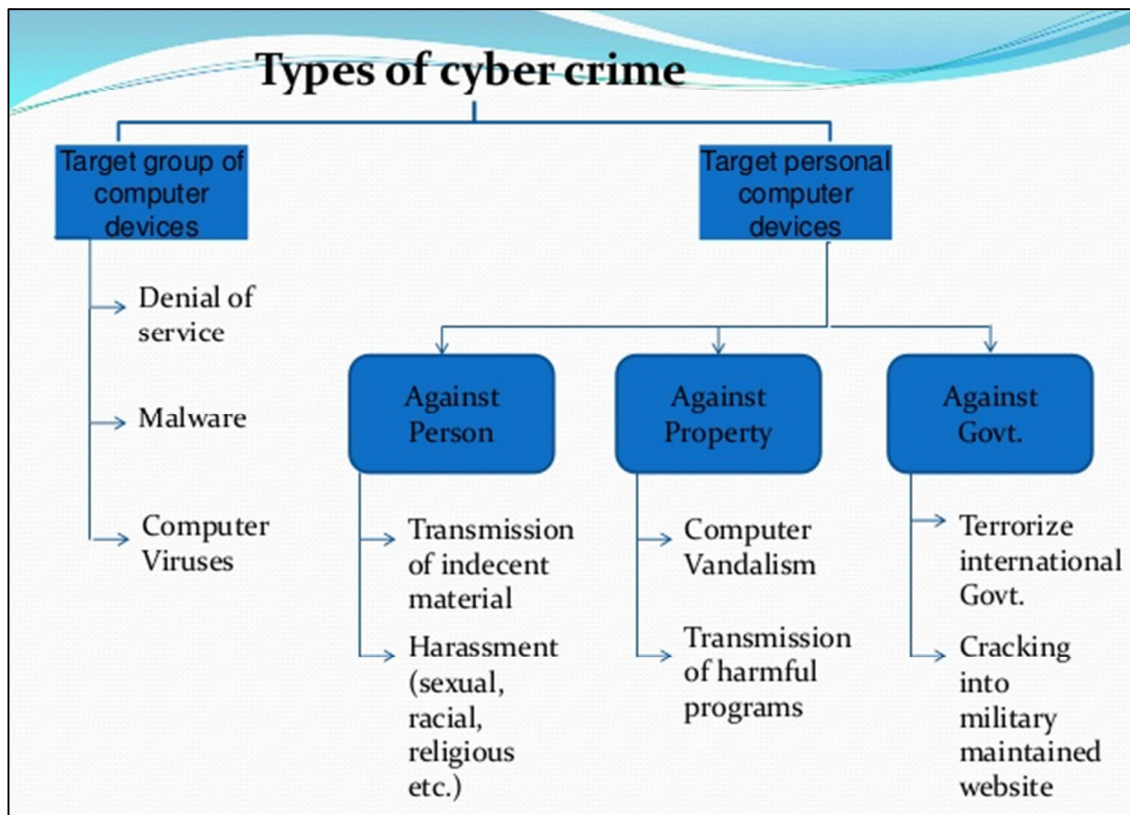 Types of cyber crime
Target group of
computer
devices
Denial of
service
Malware
Computer
Viruses
Target personal
computer
devices
Against
Person
Transmission
of indecent
material
Harassment
(sexual,
racial,
religious
etc.)
Against
Property
Computer
Vandalism
Transmission
of harmful
programs
Against
Govt.
Terrorize
international
Govt.
Cracking
into
military
maintained
website